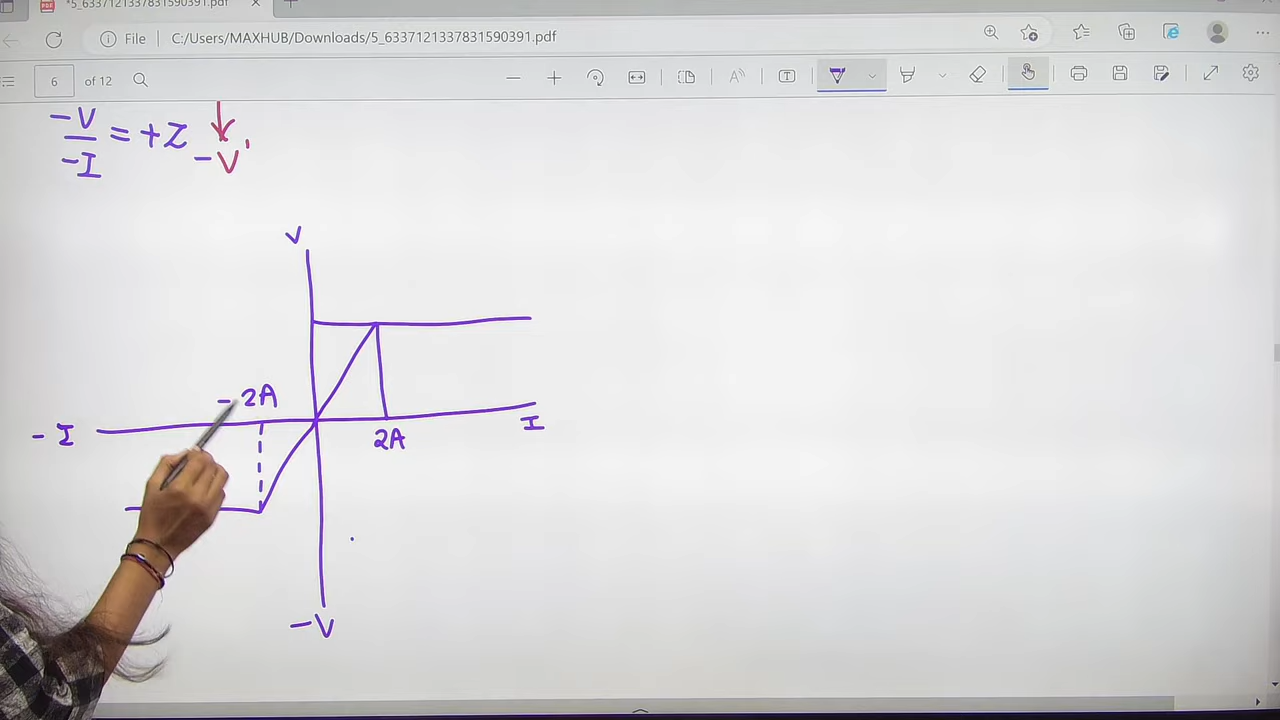 *5_6337121337831590391.pdf
File C:/Users/MAXHUB/Downloads/5_6337121337831590391.pdf
6 of 12
-V
-I
= +Z
-V
V
-2A
-I
2A
I
-V